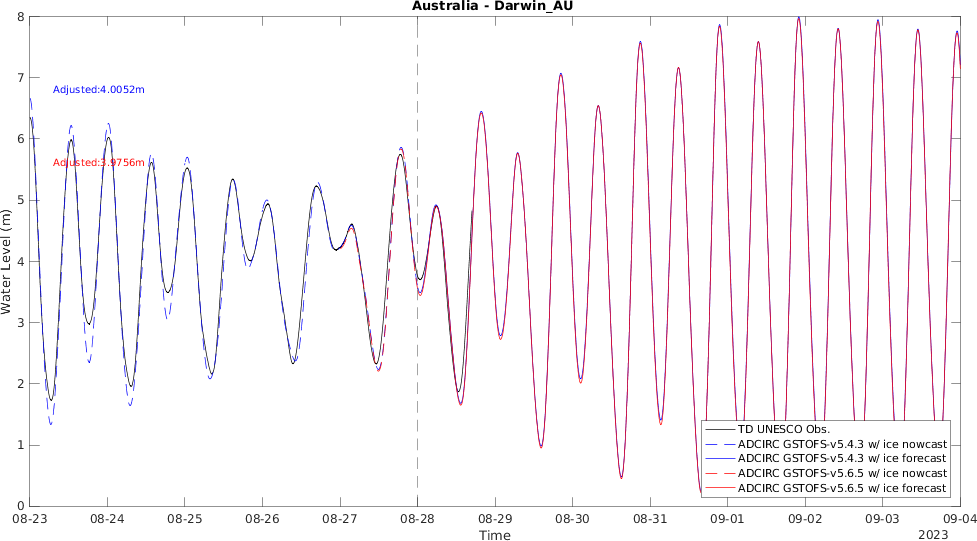 Australia - Darwin_AU
8
7
6
5
4
3
2
1
0
Water Level (m)
Adjusted:4.0052m
Adjusted:3.9756m
TD UNESCO Obs.
ADCIRC GSTOFS-v5.4.3 w/ ice nowcast
ADCIRC GSTOFS-v5.4.3 w/ ice forecast
ADCIRC GSTOFS-v5.6.5 w/ ice nowcast
ADCIRC GSTOFS-v5.6.5 w/ ice forecast
08-23 08-24 08-25 08-26 08-27 08-28 08-29 08-30 08-31 09-01 09-02 09-03 09-04
Time
2023